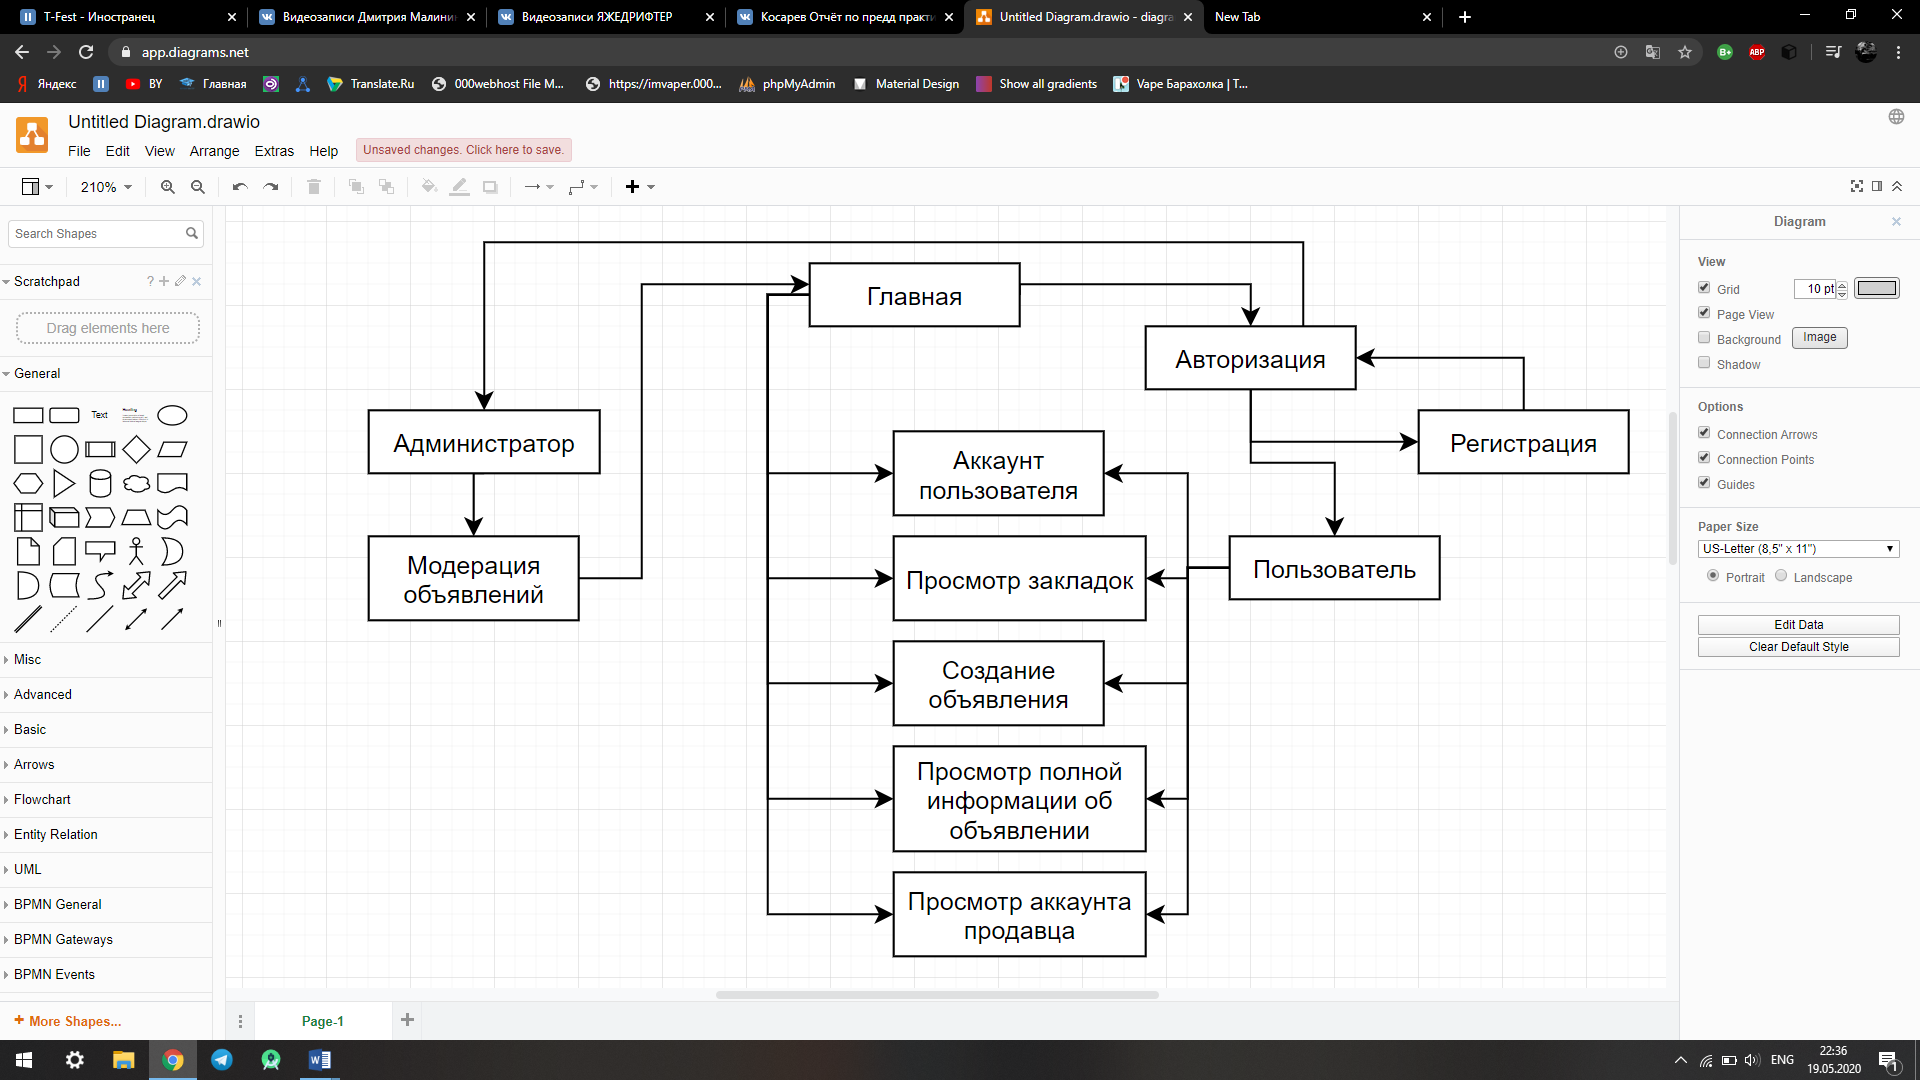 T-Fest - Иностранец
Видеозаписи Дмитрия Малинин
Видеозаписи ЯЖЕДРИФТЕР
Косарев Отчёт по предд практи
Untitled Diagram.drawio - diagra
New Tab
app.diagrams.net
Яндекс
BY
Главная
Translate.Ru
000webhost File M...
https://imvaper.000...
phpMyAdmin
Material Design
Show all gradients
Vape Барахолка | Т...
Untitled Diagram.drawio
File
Edit
View
Arrange
Extras
Help
Unsaved changes. Click here to save.
210%
Search Shapes
Scratchpad
Drag elements here
General
Text
Heading
Misc
Advanced
Basic
Arrows
Flowchart
Entity Relation
UML
BPMN General
BPMN Gateways
BPMN Events
+ More Shapes...
Главная
Авторизация
Администратор
Регистрация
Аккаунт
пользователя
Модерация
объявлений
Просмотр закладок
Пользователь
Создание
объявления
Просмотр полной
информации об
объявлении
Просмотр аккаунта
продавца
Page-1
Diagram
View
Grid
10 pt
Page View
Background
Image
Shadow
Options
Connection Arrows
Connection Points
Guides
Paper Size
US-Letter (8,5" x 11")
Portrait
Landscape
Edit Data
Clear Default Style
ENG
22:36
19.05.2020
1